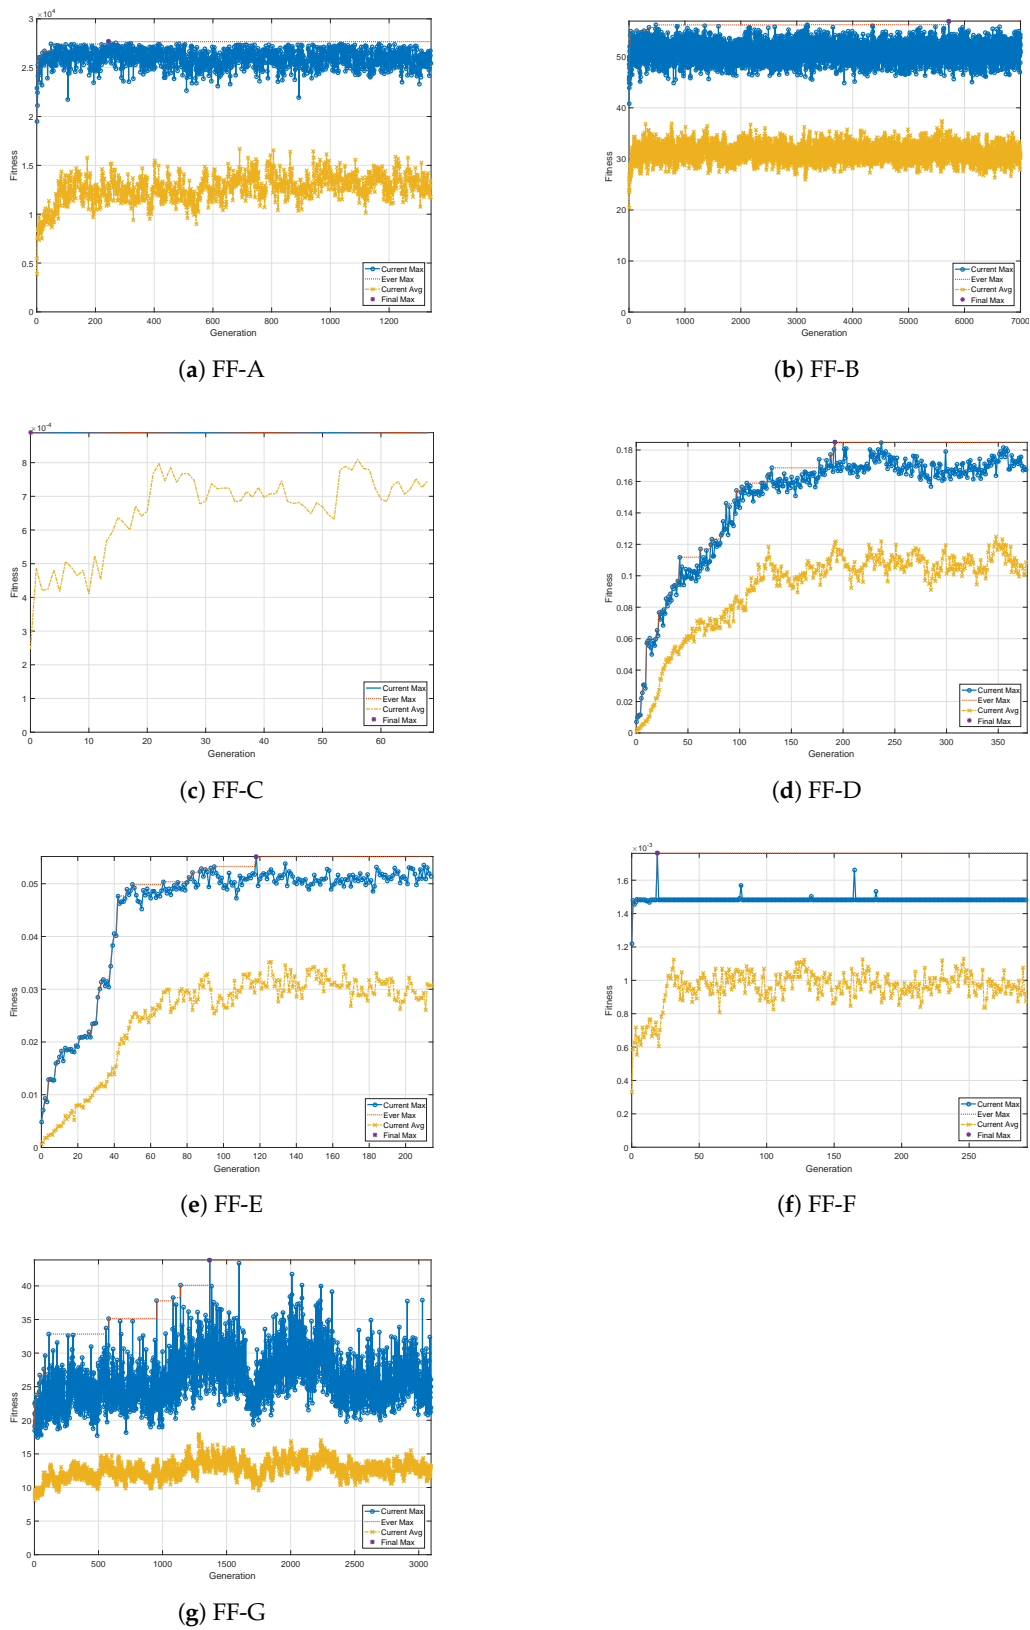 ×10^4
3
2.5
2
1.5
1
0.5
0
Fitness
0 200 400 600 800 1000 1200
Generation
Current Max
Ever Max
Current Avg
Final Max
(a) FF-A
50
40
30
20
10
0
Fitness
0 1000 2000 3000 4000 5000 6000 7000
Generation
Current Max
Ever Max
Current Avg
Final Max
(b) FF-B
×10^-4
8
7
6
5
4
3
2
1
0
Fitness
0 10 20 30 40 50 60
Generation
Current Max
Ever Max
Current Avg
Final Max
(c) FF-C
0.18
0.16
0.14
0.12
0.1
0.08
0.06
0.04
0.02
0
Fitness
0 50 100 150 200 250 300 350
Generation
Current Max
Ever Max
Current Avg
Final Max
(d) FF-D
0.05
0.04
0.03
0.02
0.01
0
Fitness
0 20 40 60 80 100 120 140 160 180 200
Generation
Current Max
Ever Max
Current Avg
Final Max
(e) FF-E
×10^-3
1.6
1.4
1.2
1
0.8
0.6
0.4
0.2
0
Fitness
0 50 100 150 200 250
Generation
Current Max
Ever Max
Current Avg
Final Max
(f) FF-F
40
35
30
25
20
15
10
5
0
Fitness
0 500 1000 1500 2000 2500 3000
Generation
Current Max
Ever Max
Current Avg
Final Max
(g) FF-G